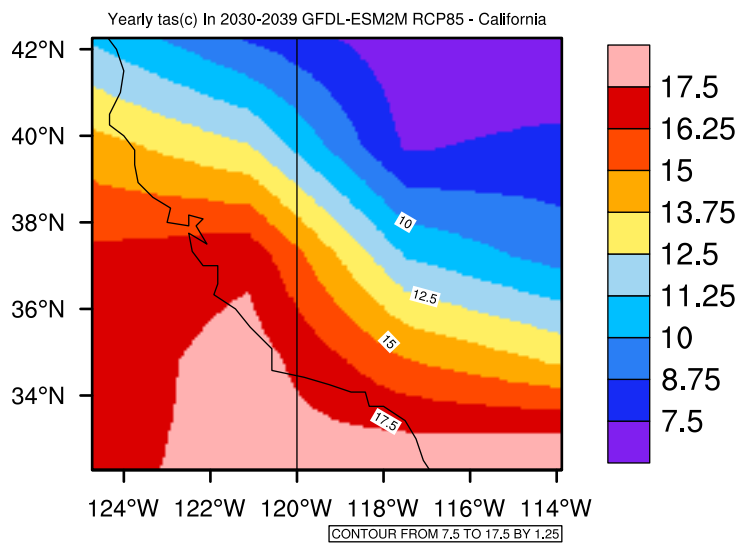 Yearly tas(c) In 2030-2039 GFDL-ESM2M RCP85 - California
42°N
40°N
38°N
36°N
34°N
10
12.5
15
17.5
124°W 122°W 120°W 118°W 116°W 114°W
17.5
16.25
15
13.75
12.5
11.25
10
8.75
7.5
CONTOUR FROM 7.5 TO 17.5 BY 1.25